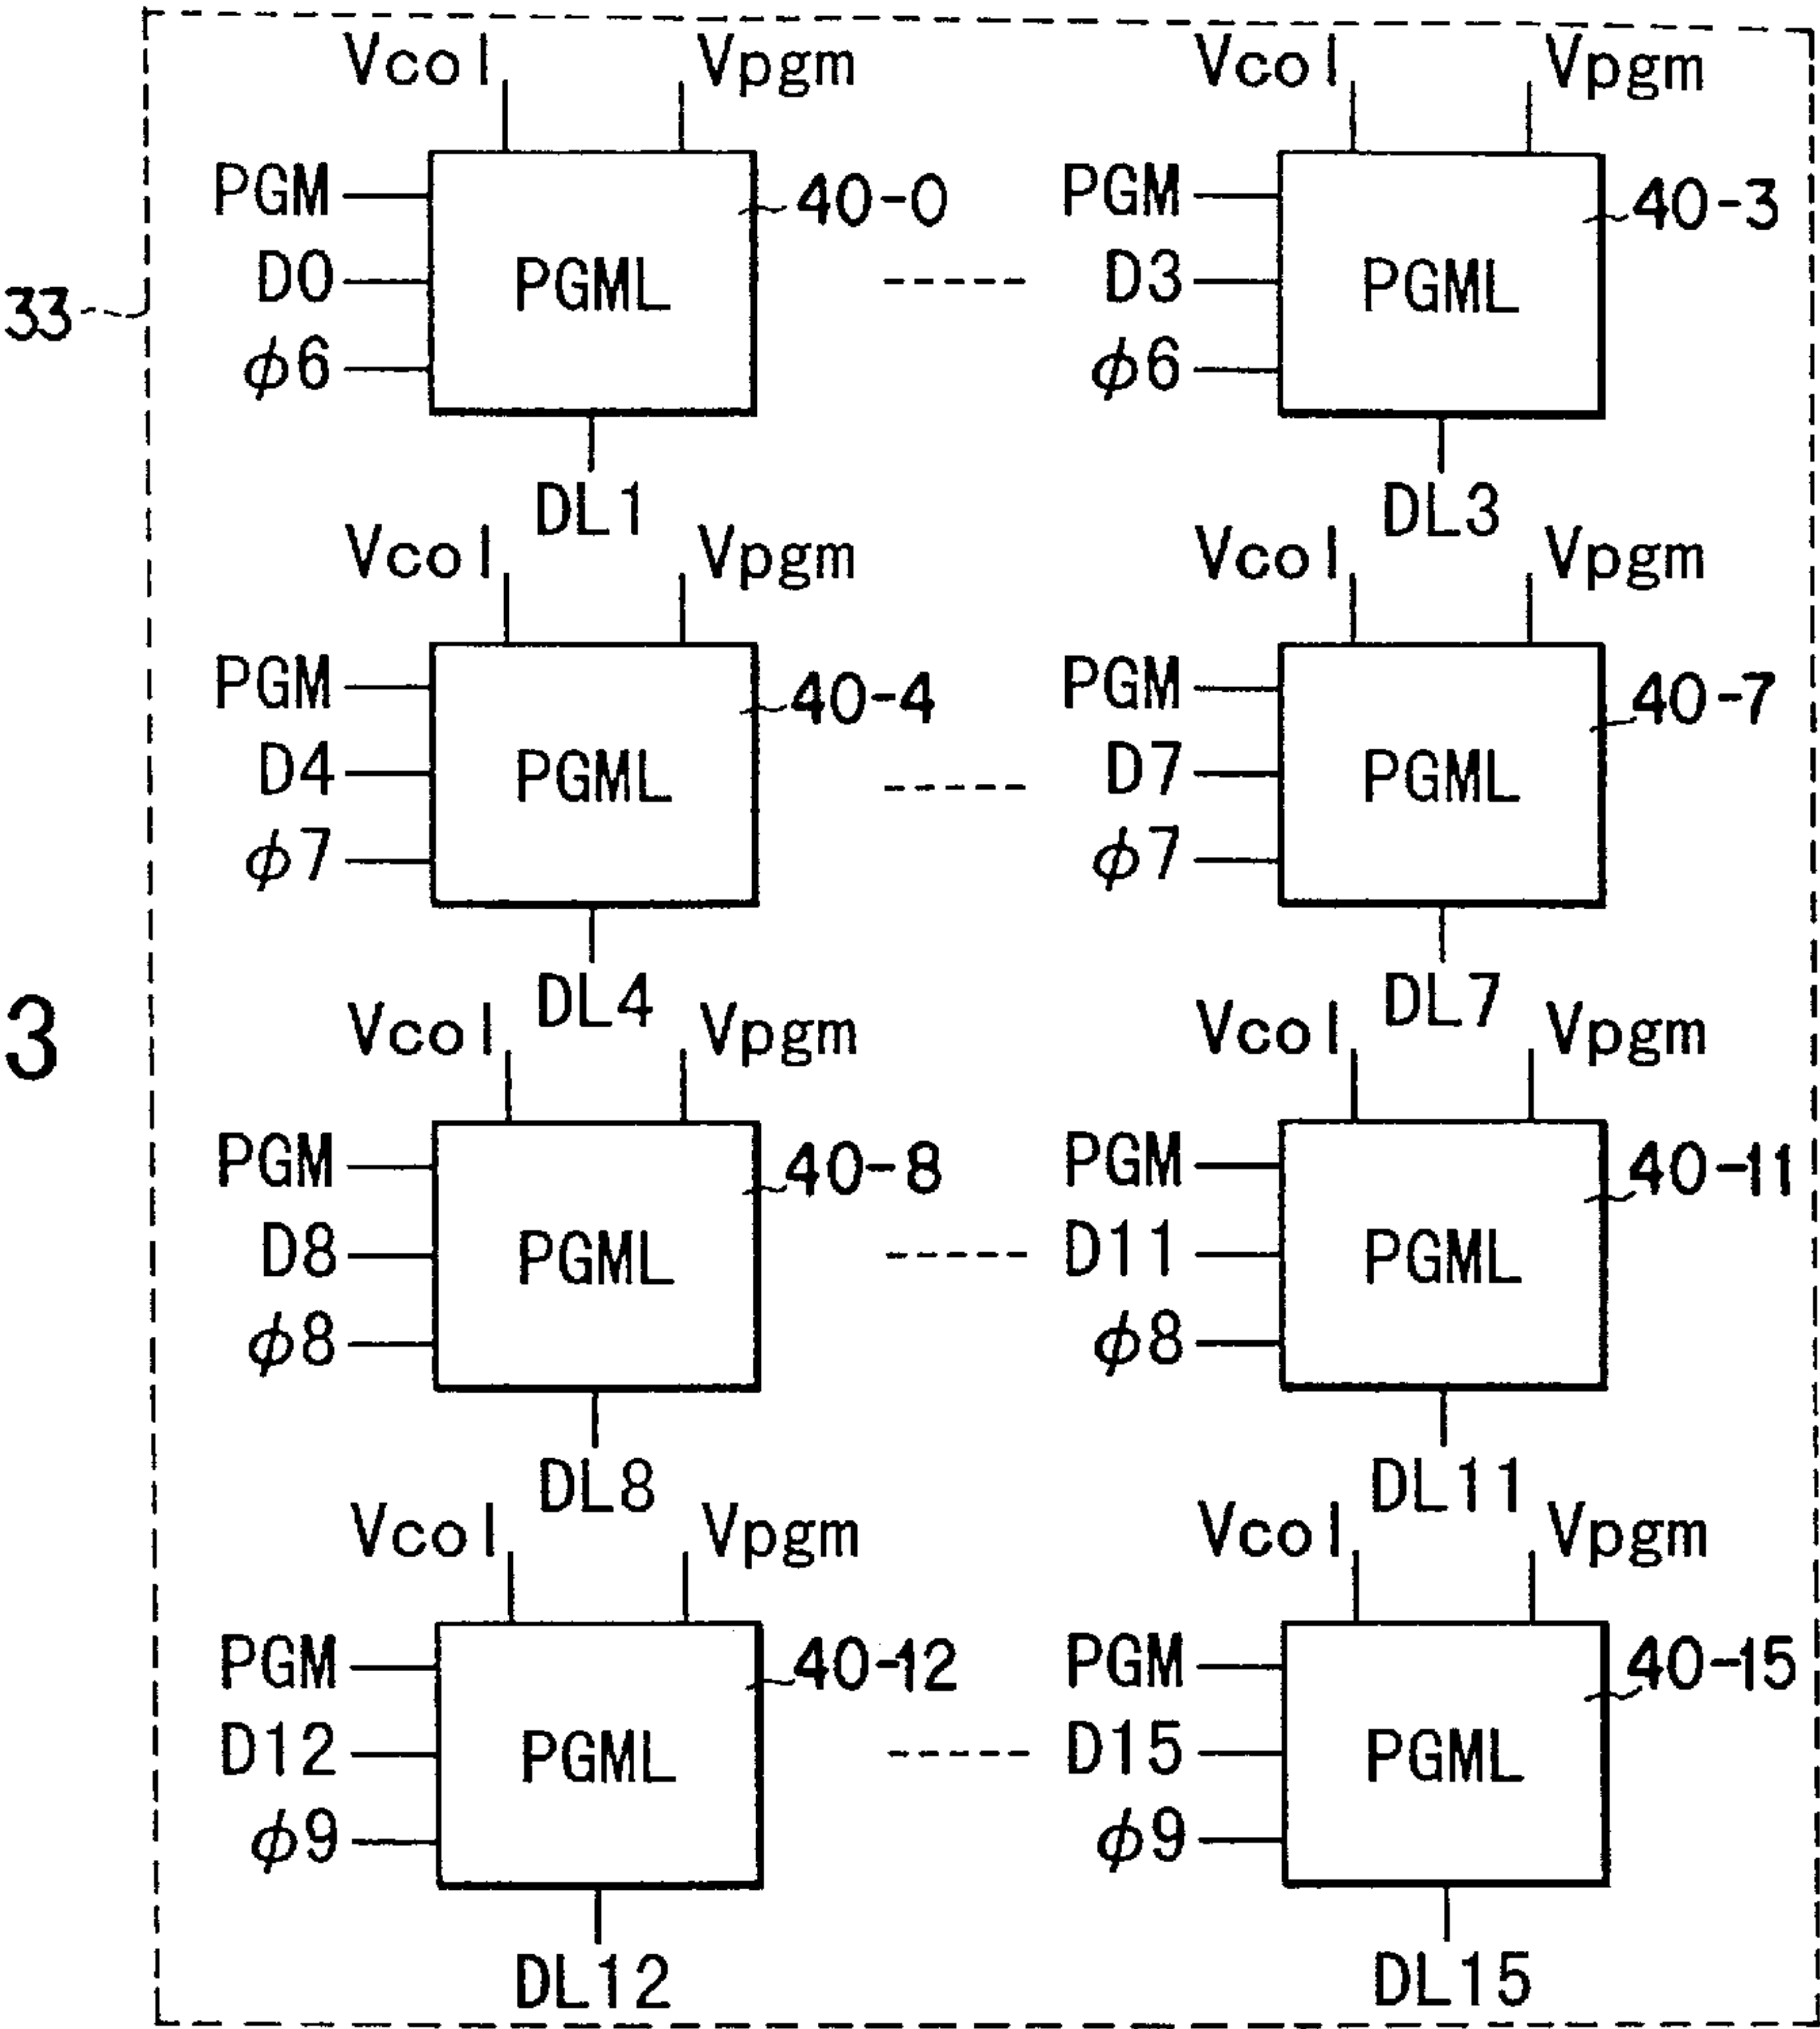 Vcol Vpgm Vcol Vpgm
PGM 40-0 PGM 40-3
D0 PGML ----- D3 PGML
33
φ6 φ6
DL1 DL3
Vcol Vpgm Vcol Vpgm
PGM 40-4 PGM 40-7
D4 PGML ----- D7 PGML
φ7 φ7
DL4 DL7
3
Vcol Vpgm Vcol Vpgm
PGM 40-8 PGM 40-11
D8 PGML ----- D11 PGML
φ8 φ8
DL8 DL11
Vcol Vpgm Vcol Vpgm
PGM 40-12 PGM 40-15
D12 PGML ----- D15 PGML
φ9 φ9
DL12 DL15